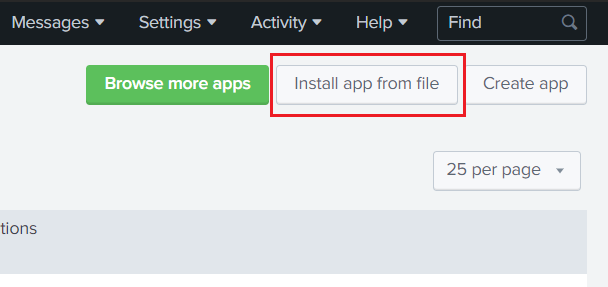 Messages Settings Activity Help Find
Browse more apps Install app from file Create app
25 per page
tions